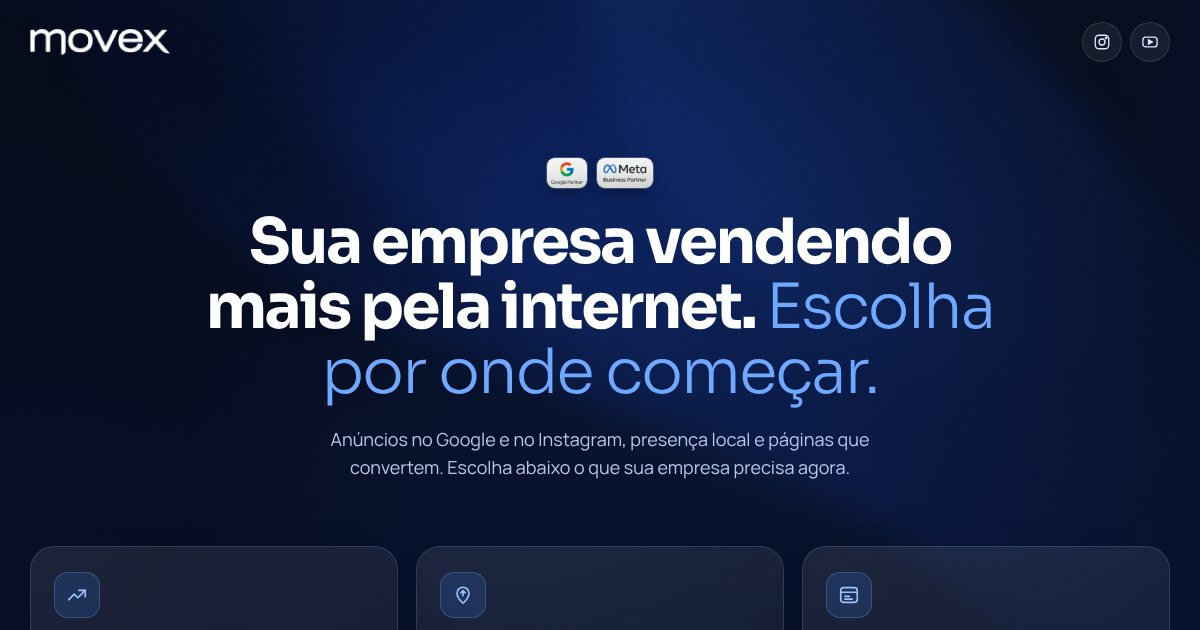 movex
Google Partner
Meta
Business Partner
Sua empresa vendendo
mais pela internet. Escolha
por onde começar.
Anúncios no Google e no Instagram, presença local e páginas que
convertem. Escolha abaixo o que sua empresa precisa agora.